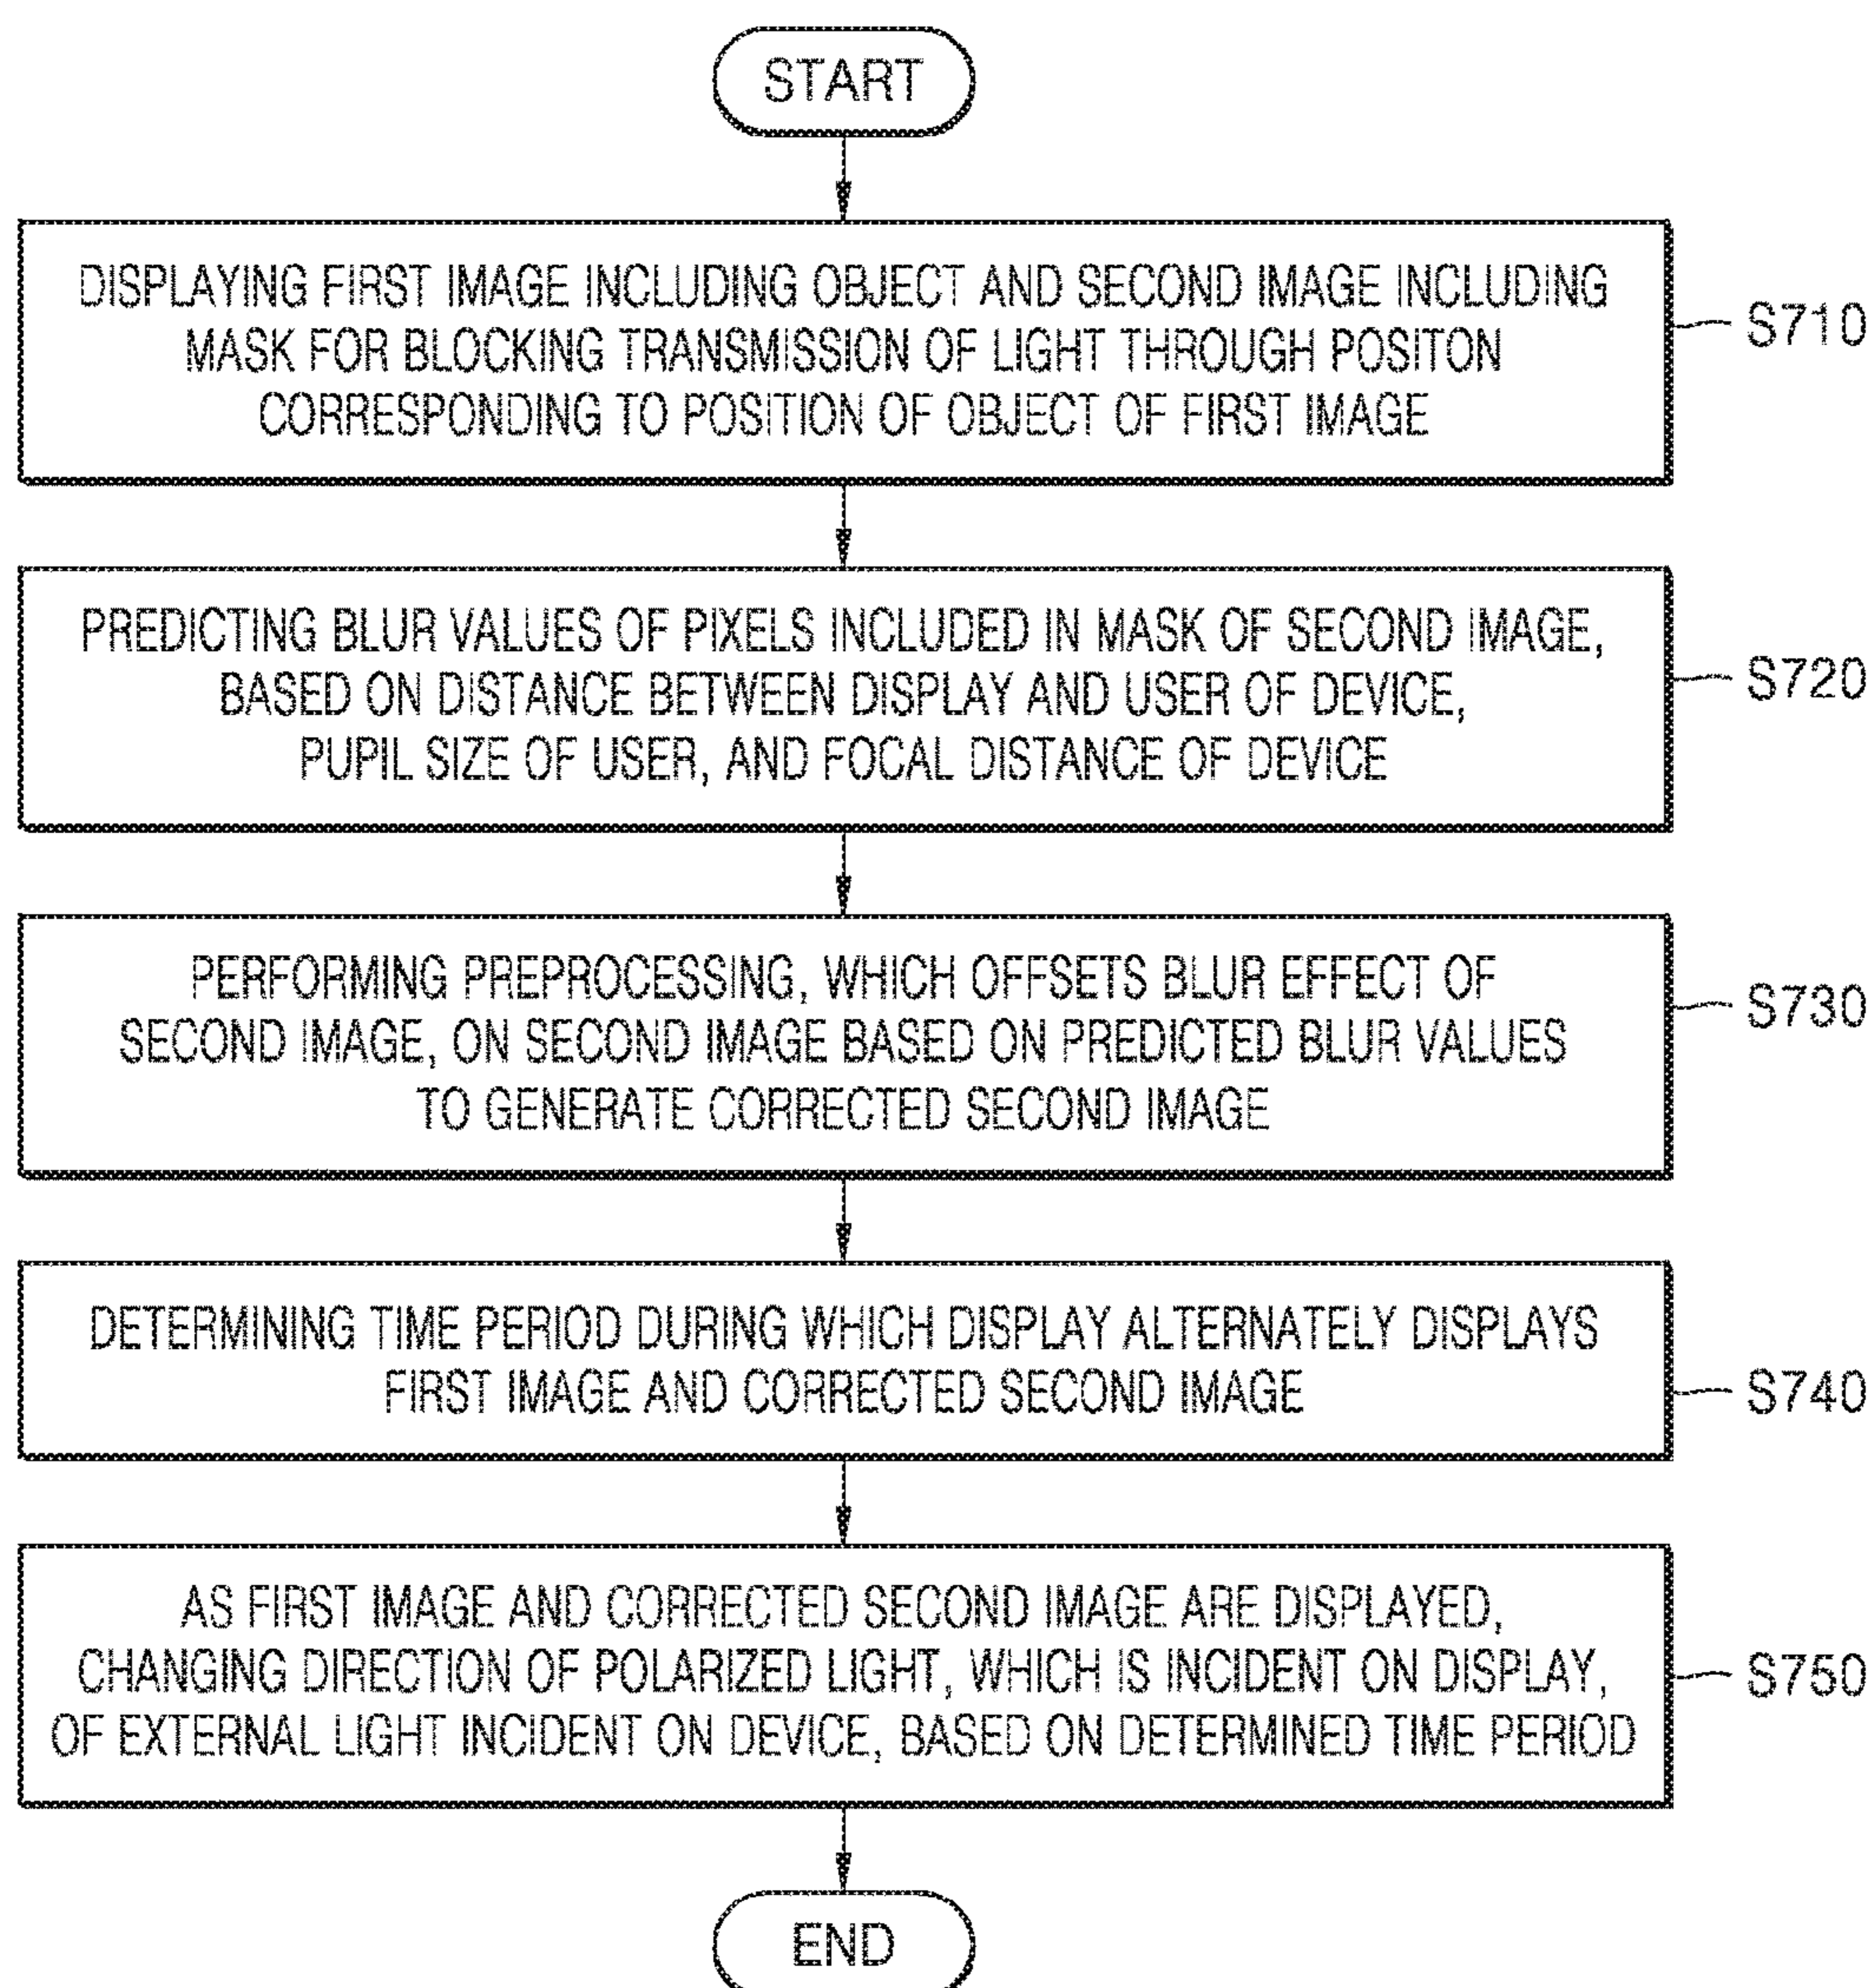 START
DISPLAYING FIRST IMAGE INCLUDING OBJECT AND SECOND IMAGE INCLUDING
MASK FOR BLOCKING TRANSMISSION OF LIGHT THROUGH POSITON
CORRESPONDING TO POSITION OF OBJECT OF FIRST IMAGE
S710
PREDICTING BLUR VALUES OF PIXELS INCLUDED IN MASK OF SECOND IMAGE,
BASED ON DISTANCE BETWEEN DISPLAY AND USER OF DEVICE,
PUPIL SIZE OF USER, AND FOCAL DISTANCE OF DEVICE
S720
PERFORMING PREPROCESSING, WHICH OFFSETS BLUR EFFECT OF
SECOND IMAGE, ON SECOND IMAGE BASED ON PREDICTED BLUR VALUES
TO GENERATE CORRECTED SECOND IMAGE
S730
DETERMINING TIME PERIOD DURING WHICH DISPLAY ALTERNATELY DISPLAYS
FIRST IMAGE AND CORRECTED SECOND IMAGE
S740
AS FIRST IMAGE AND CORRECTED SECOND IMAGE ARE DISPLAYED,
CHANGING DIRECTION OF POLARIZED LIGHT, WHICH IS INCIDENT ON DISPLAY,
OF EXTERNAL LIGHT INCIDENT ON DEVICE, BASED ON DETERMINED TIME PERIOD
S750
END